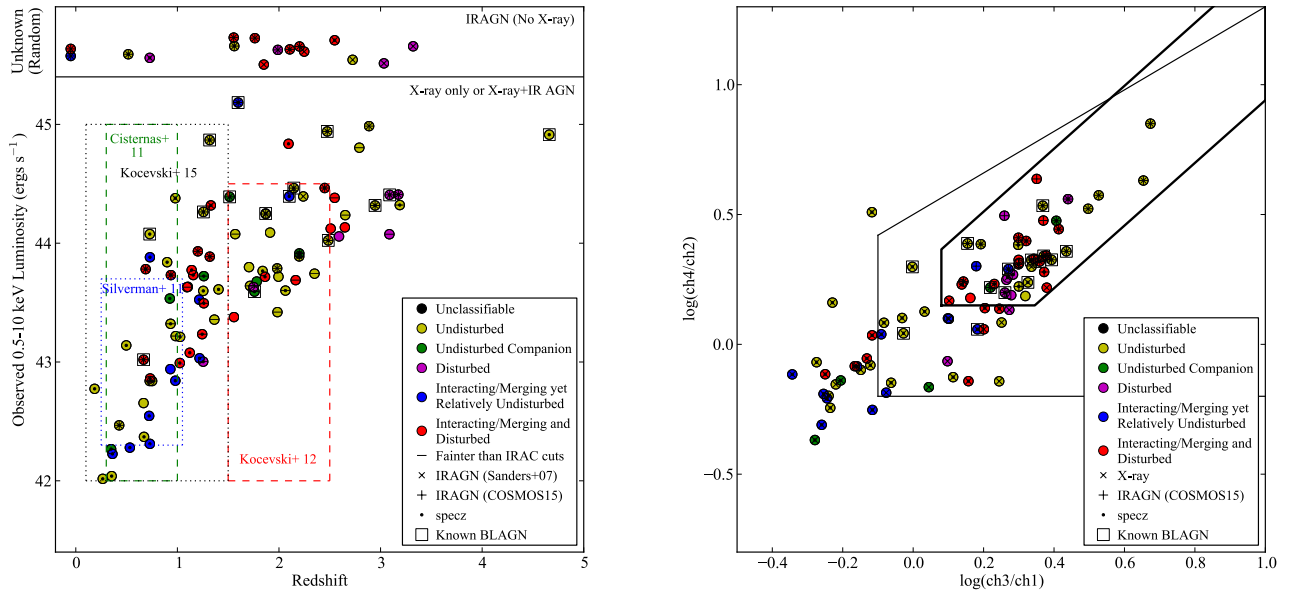 IRAGN (No X-ray)
Unknown
(Random)
X-ray only or X-ray+IR AGN
Cisternas+
11
Kocevski+ 15
Silverman+ 11
Kocevski+ 12
Unclassifiable
Undisturbed
Undisturbed Companion
Disturbed
Interacting/Merging yet
Relatively Undisturbed
Interacting/Merging and
Disturbed
Fainter than IRAC cuts
IRAGN (Sanders+07)
IRAGN (COSMOS15)
specz
Known BLAGN
45
44
43
42
Observed 0.5-10 keV Luminosity (ergs s⁻¹)
0 1 2 3 4 5
Redshift
1.0
0.5
0.0
−0.5
log(ch4/ch2)
Unclassifiable
Undisturbed
Undisturbed Companion
Disturbed
Interacting/Merging yet
Relatively Undisturbed
Interacting/Merging and
Disturbed
X-ray
IRAGN (COSMOS15)
specz
Known BLAGN
−0.4 −0.2 0.0 0.2 0.4 0.6 0.8 1.0
log(ch3/ch1)